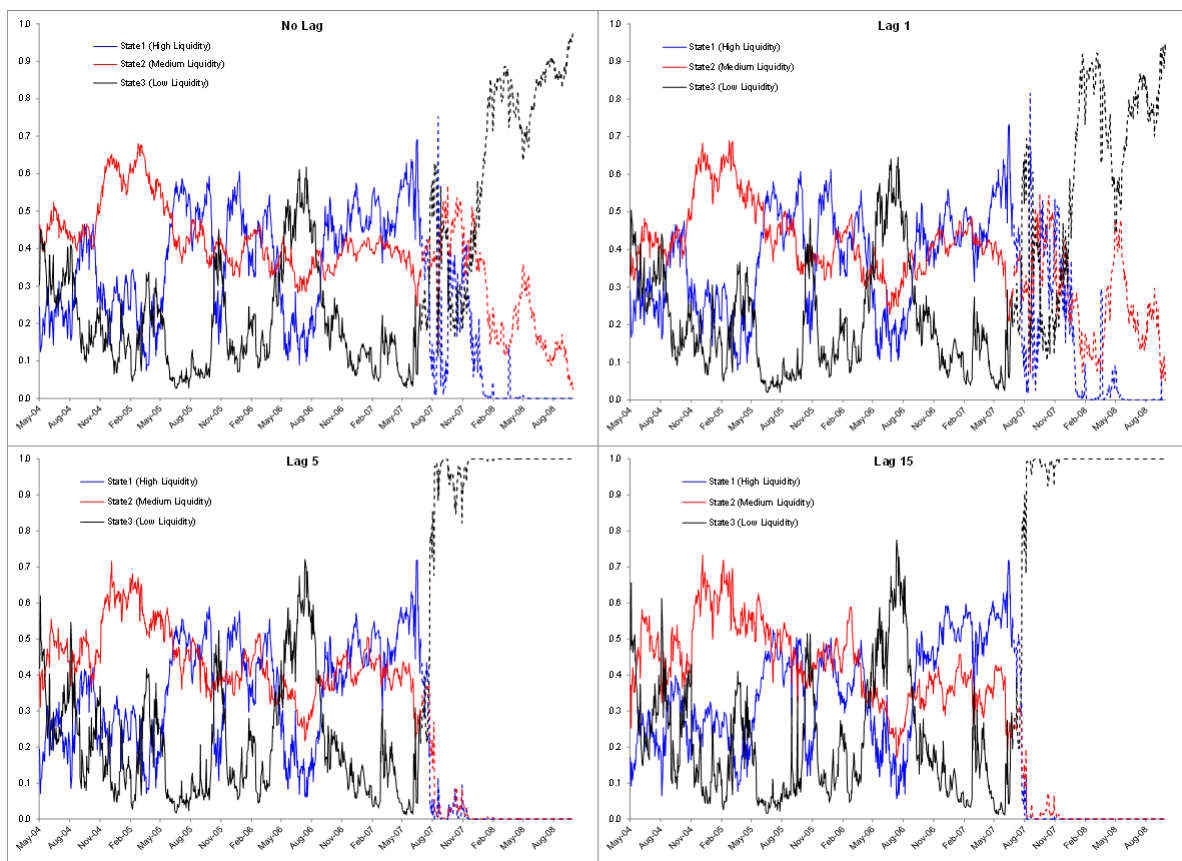 No Lag
State1 (High Liquidity)
State2 (Medium Liquidity)
State3 (Low Liquidity)
1.0
0.9
0.8
0.7
0.6
0.5
0.4
0.3
0.2
0.1
0.0
May-04
Aug-04
Nov-04
Feb-05
May-05
Aug-05
Nov-05
Feb-06
May-06
Aug-06
Nov-06
Feb-07
May-07
Aug-07
Nov-07
Feb-08
May-08
Aug-08
Lag 1
State1 (High Liquidity)
State2 (Medium Liquidity)
State3 (Low Liquidity)
1.0
0.9
0.8
0.7
0.6
0.5
0.4
0.3
0.2
0.1
0.0
May-04
Aug-04
Nov-04
Feb-05
May-05
Aug-05
Nov-05
Feb-06
May-06
Aug-06
Nov-06
Feb-07
May-07
Aug-07
Nov-07
Feb-08
May-08
Aug-08
Lag 5
State1 (High Liquidity)
State2 (Medium Liquidity)
State3 (Low Liquidity)
1.0
0.9
0.8
0.7
0.6
0.5
0.4
0.3
0.2
0.1
0.0
May-04
Aug-04
Nov-04
Feb-05
May-05
Aug-05
Nov-05
Feb-06
May-06
Aug-06
Nov-06
Feb-07
May-07
Aug-07
Nov-07
Feb-08
May-08
Aug-08
Lag 15
State1 (High Liquidity)
State2 (Medium Liquidity)
State3 (Low Liquidity)
1.0
0.9
0.8
0.7
0.6
0.5
0.4
0.3
0.2
0.1
0.0
May-04
Aug-04
Nov-04
Feb-05
May-05
Aug-05
Nov-05
Feb-06
May-06
Aug-06
Nov-06
Feb-07
May-07
Aug-07
Nov-07
Feb-08
May-08
Aug-08